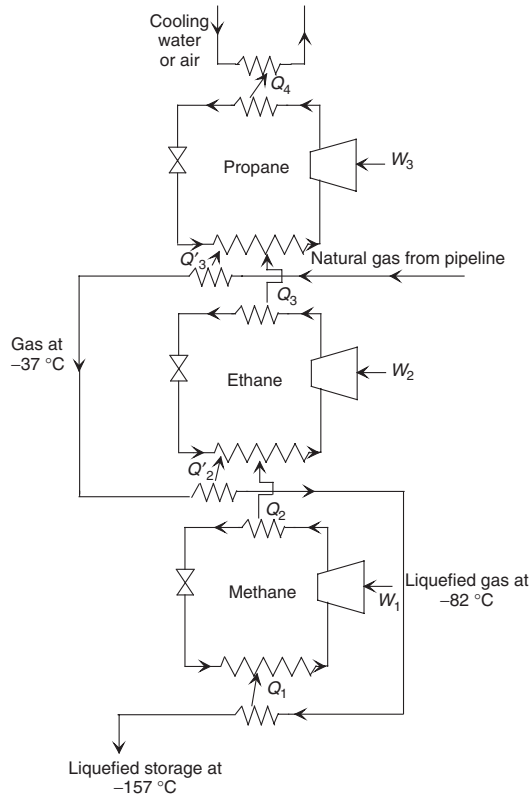 Cooling
water
or air
Q4
Propane
W3
Q'3
Natural gas from pipeline
Q3
Gas at
–37 °C
Ethane
W2
Q'2
Q2
Methane
W1
Liquefied gas at
–82 °C
Q1
Liquefied storage at
–157 °C